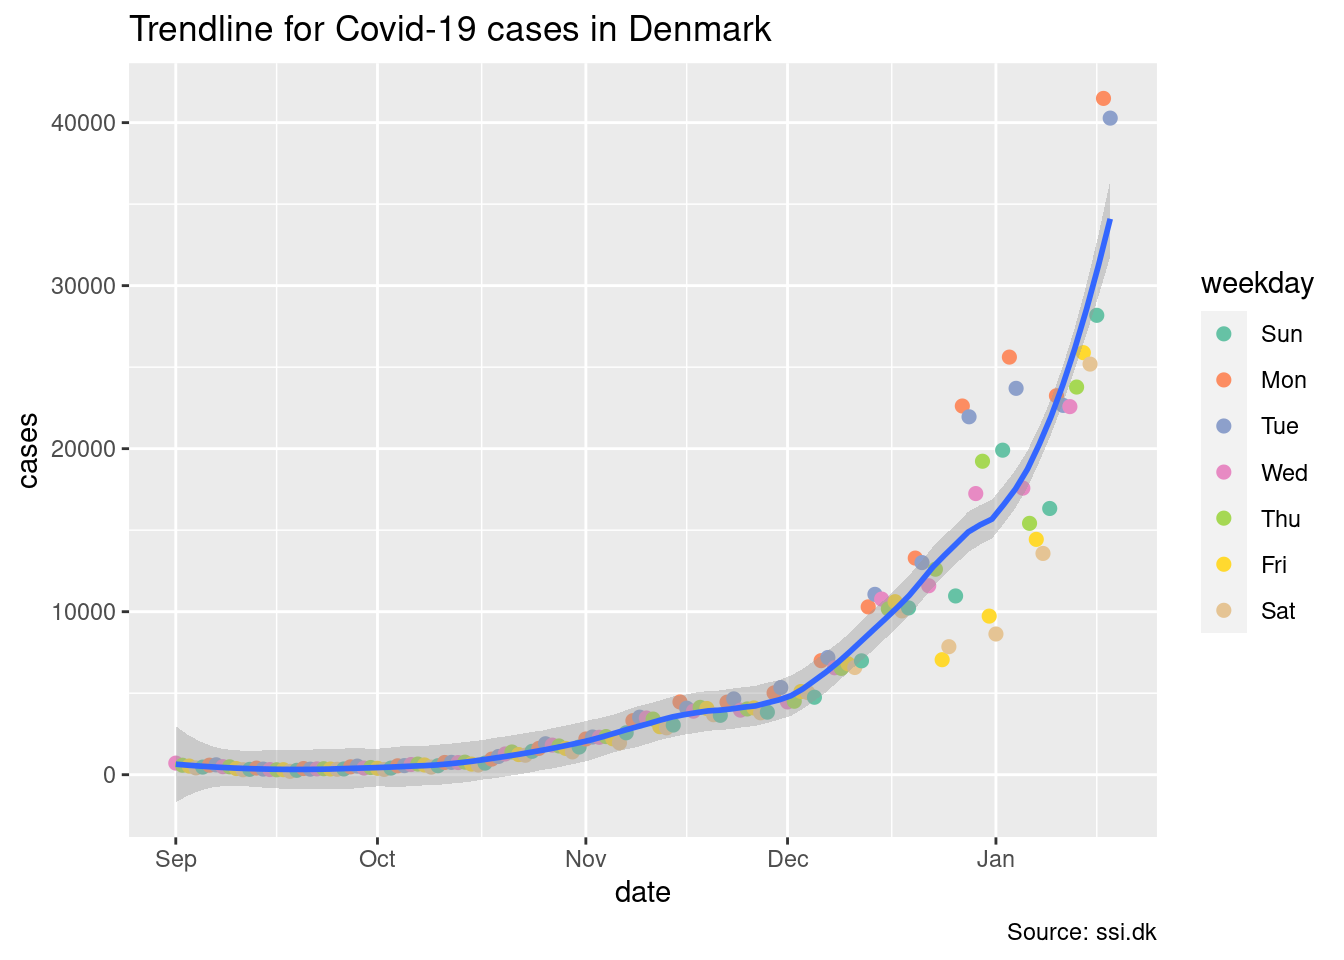 Trendline for Covid-19 cases in Denmark
40000
30000
20000
10000
0
cases
Sep Oct Nov Dec Jan
date
weekday
Sun
Mon
Tue
Wed
Thu
Fri
Sat
Source: ssi.dk